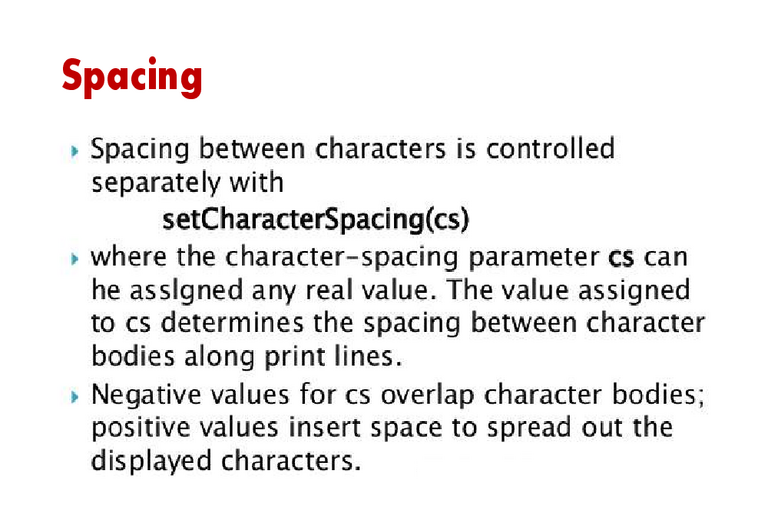 Spacing
Spacing between characters is controlled
separately with
setCharacterSpacing(cs)
where the character-spacing parameter cs can
he asslgned any real value. The value assigned
to cs determines the spacing between character
bodies along print lines.
Negative values for cs overlap character bodies;
positive values insert space to spread out the
displayed characters.